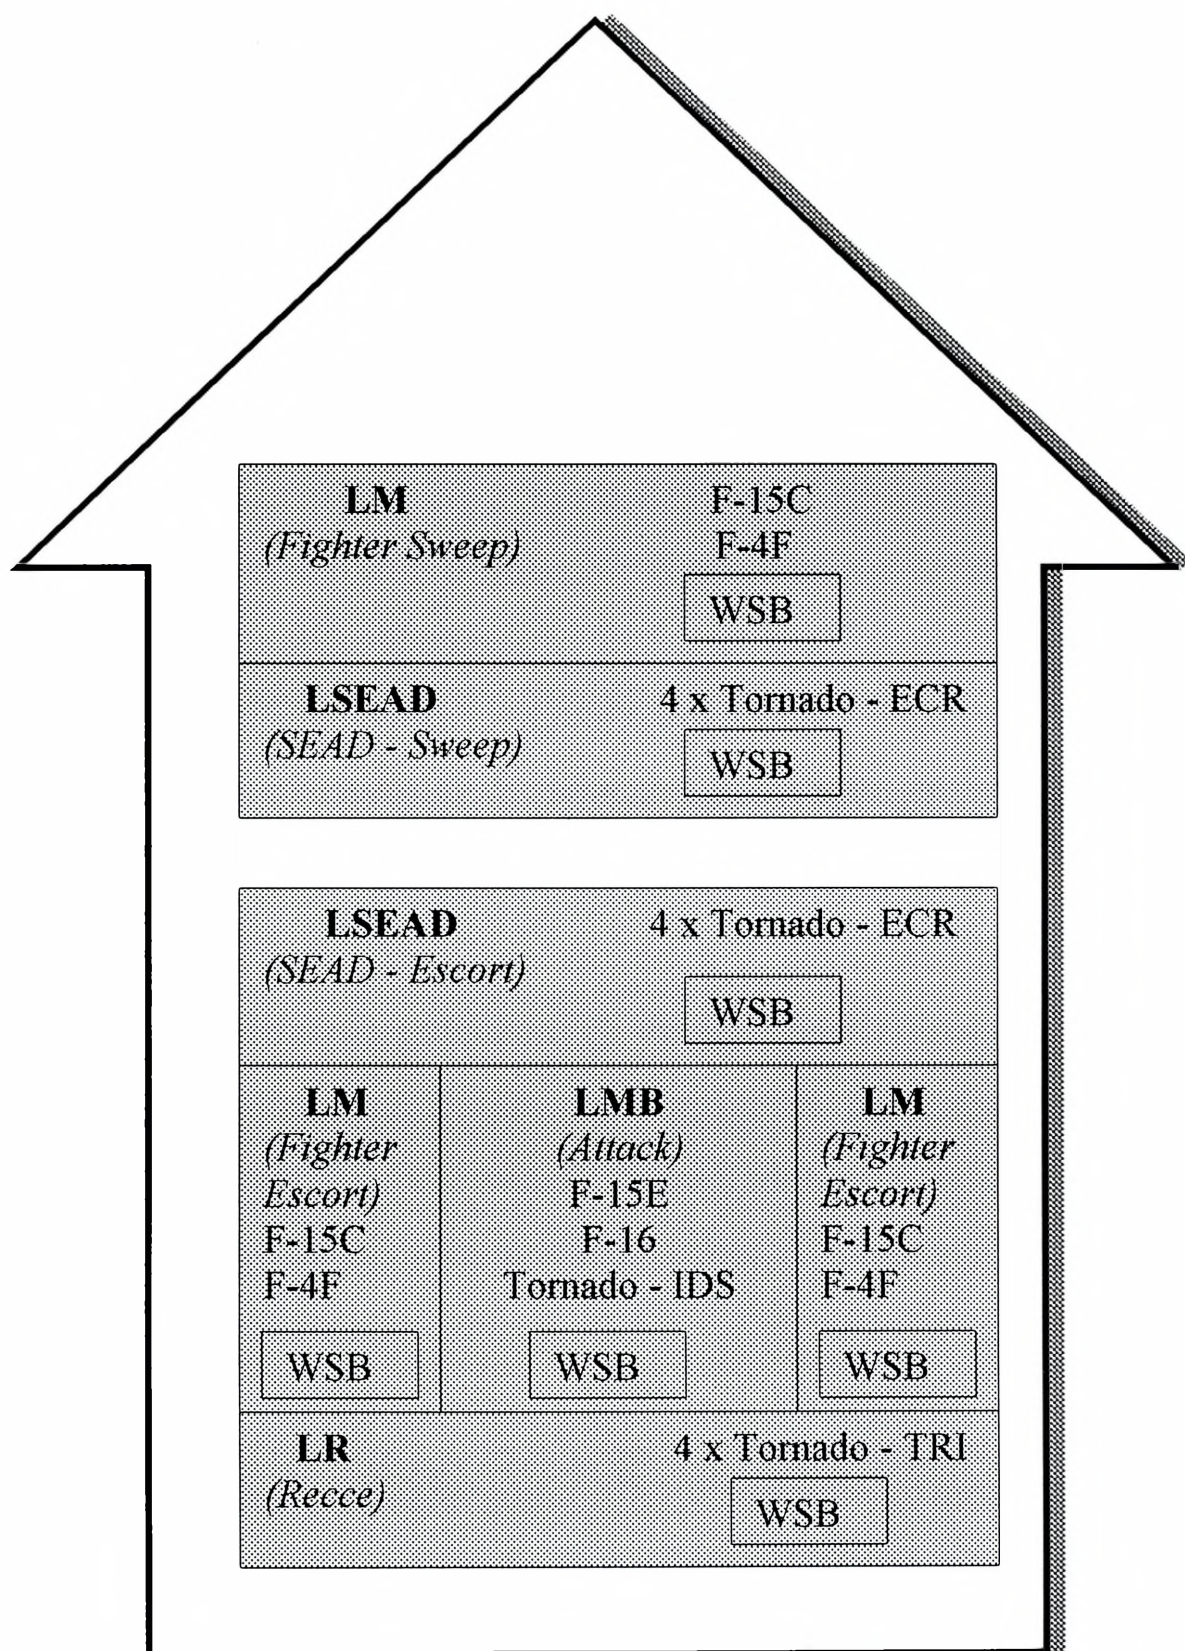 LM F-15C
(Fighter Sweep) F-4F
WSB
LSEAD 4 x Tornado - ECR
(SEAD - Sweep) WSB
LSEAD 4 x Tornado - ECR
(SEAD - Escort)
WSB
LM
(Fighter
Escort)
F-15C
F-4F
WSB
LMB
(Attack)
F-15E
F-16
Tornado - IDS
WSB
LM
(Fighter
Escort)
F-15C
F-4F
WSB
LR 4 x Tornado - TRI
(Recce) WSB